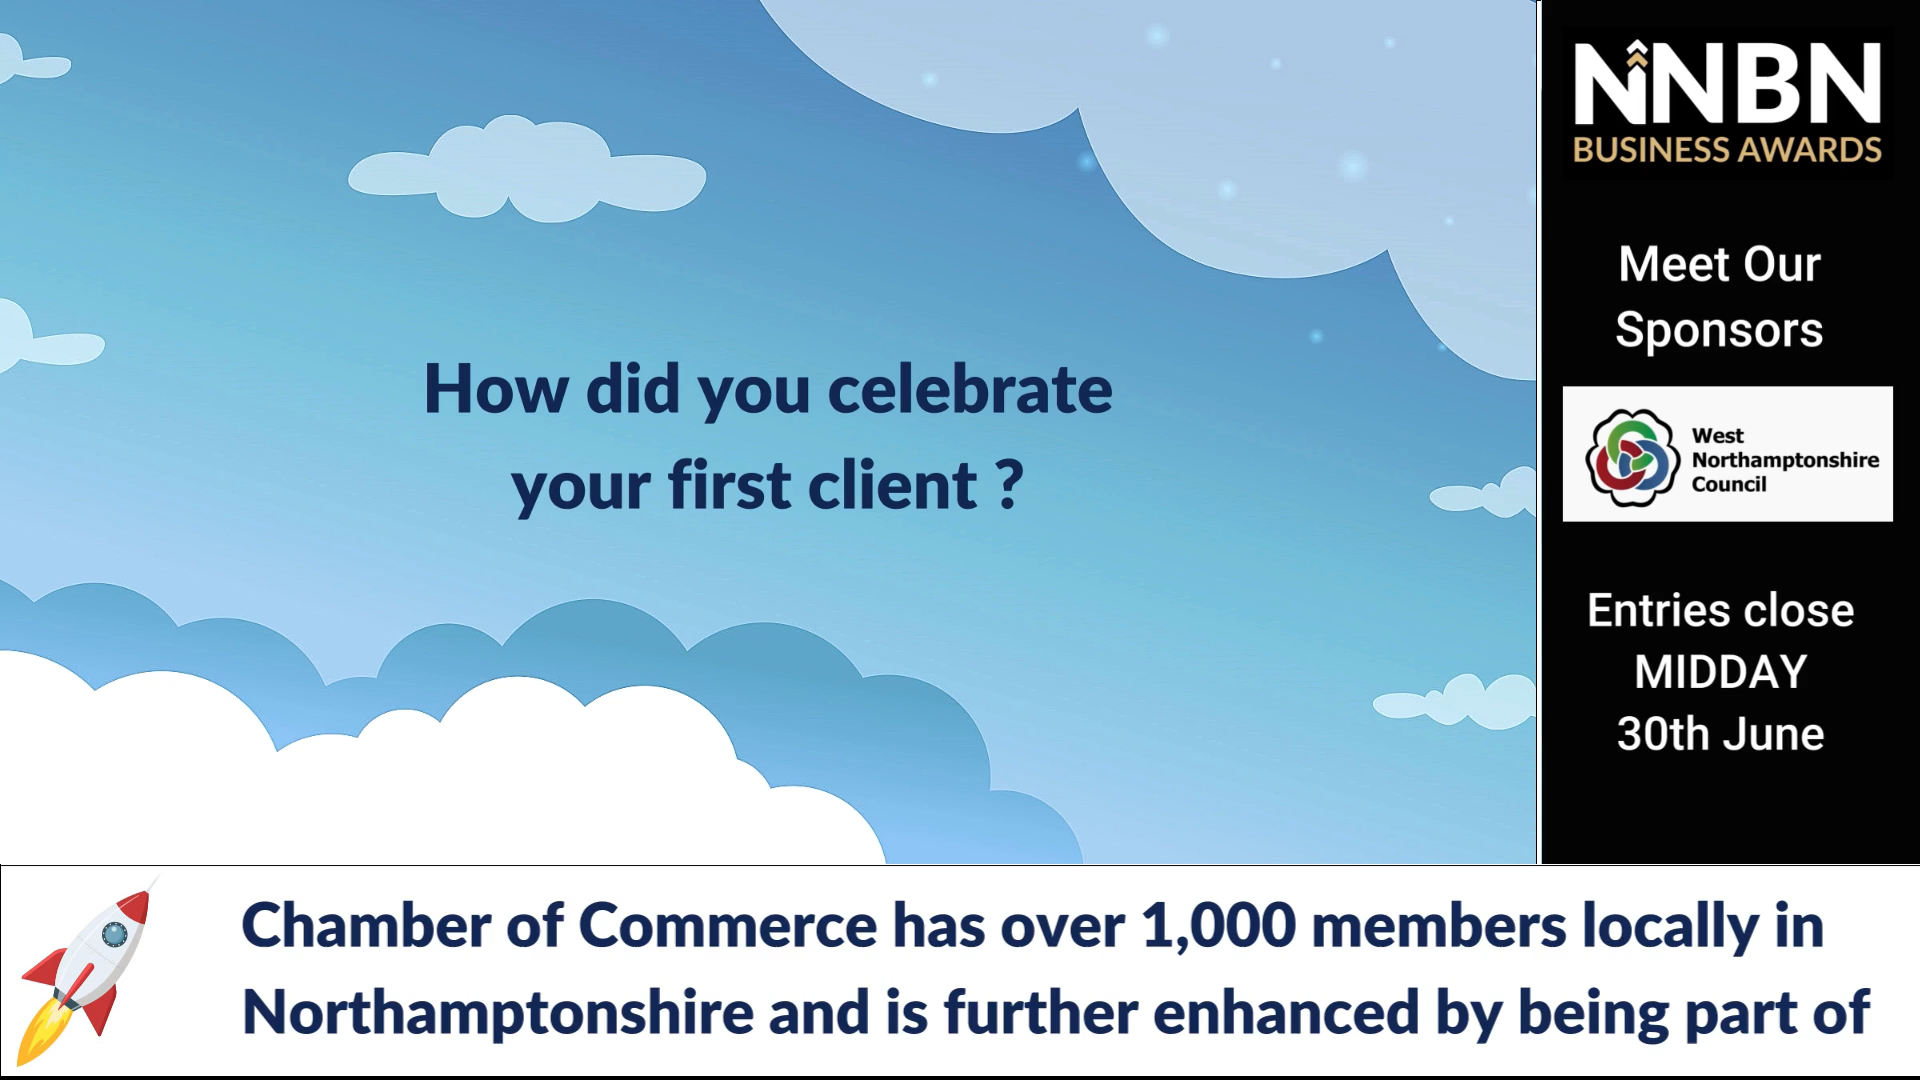 How did you celebrate
your first client ?
NNBN
BUSINESS AWARDS
Meet Our
Sponsors
West
Northamptonshire
Council
Entries close
MIDDAY
30th June
Chamber of Commerce has over 1,000 members locally in
Northamptonshire and is further enhanced by being part of